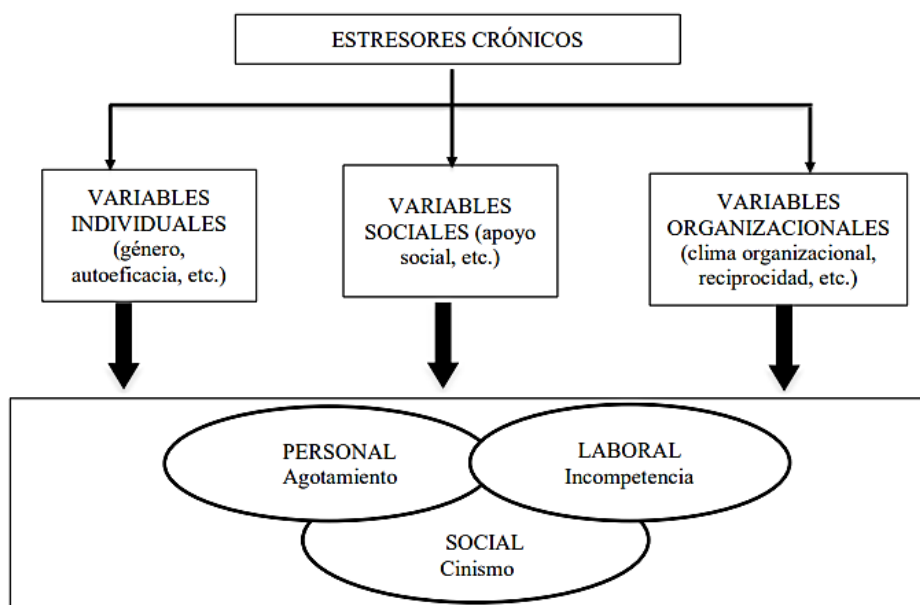 ESTRESORES CRÓNICOS
VARIABLES
INDIVIDUALES
(género,
autoeficacia, etc.)
VARIABLES
SOCIALES (apoyo
social, etc.)
VARIABLES
ORGANIZACIONALES
(clima organizacional,
reciprocidad, etc.)
PERSONAL
Agotamiento
LABORAL
Incompetencia
SOCIAL
Cinismo